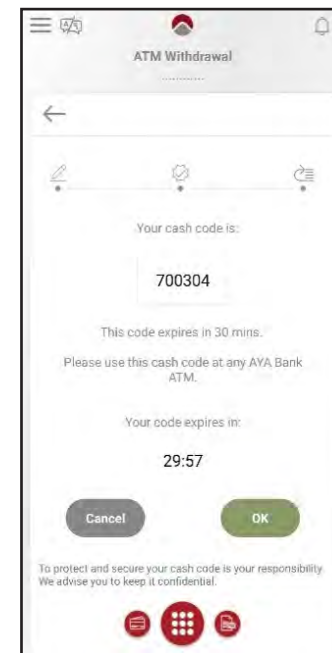 ATM Withdrawal
Your cash code is:
700304
This code expires in 30 mins.
Please use this cash code at any AYA Bank
ATM.
Your code expires in:
29:57
Cancel
OK
To protect and secure your cash code is your responsibility.
We advise you to keep it confidential.